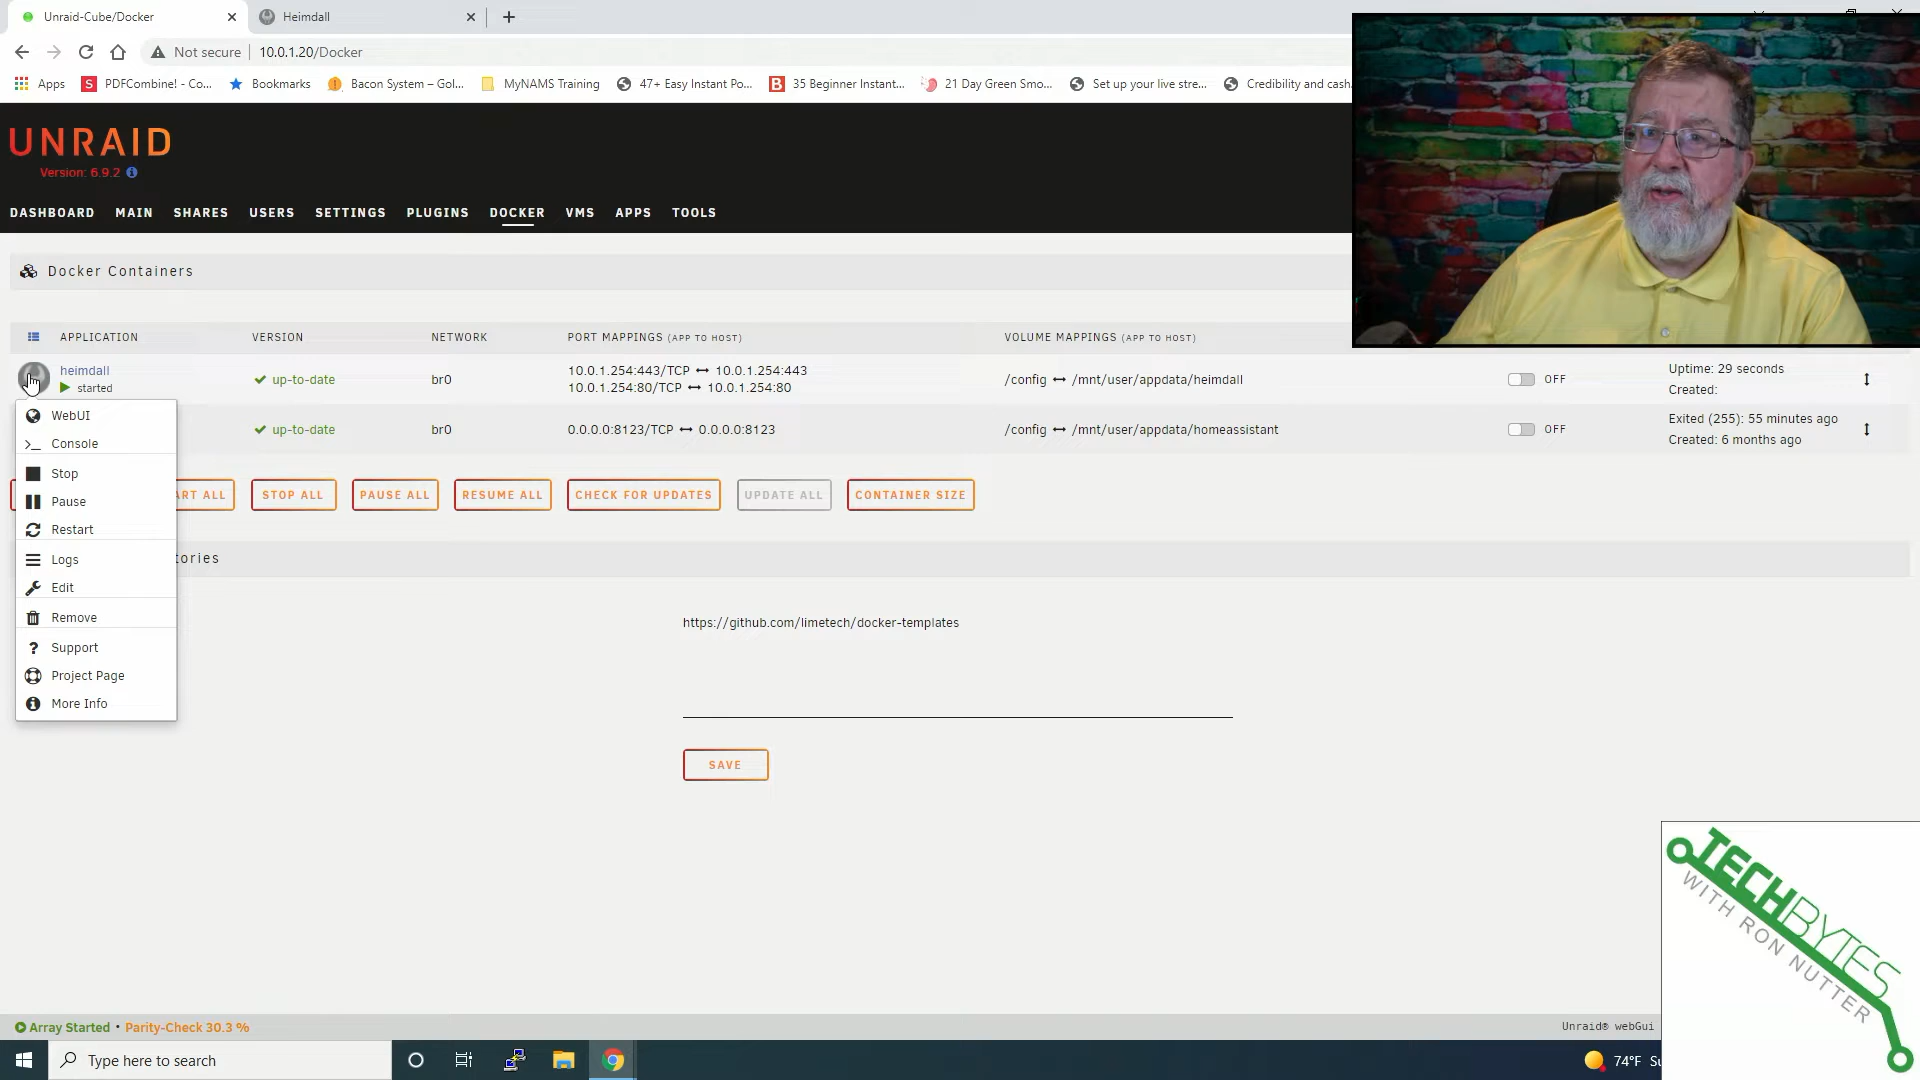 Unraid-Cube/Docker
Heimdall
Not secure
10.0.1.20/Docker
Apps
PDFCombine! - Co...
Bookmarks
Bacon System – Gol...
MyNAMS Training
47+ Easy Instant Po...
35 Beginner Instant...
21 Day Green Smo...
Set up your live stre...
Credibility and cash
UNRAID
Version: 6.9.2
DASHBOARD MAIN SHARES USERS SETTINGS PLUGINS DOCKER VMS APPS TOOLS
Docker Containers
APPLICATION VERSION NETWORK PORT MAPPINGS (APP TO HOST) VOLUME MAPPINGS (APP TO HOST)
heimdall
started
up-to-date
br0
10.0.1.254:443/TCP ↔ 10.0.1.254:443
10.0.1.254:80/TCP ↔ 10.0.1.254:80
/config ↔ /mnt/user/appdata/heimdall
OFF
Uptime: 29 seconds
Created:
up-to-date
br0
0.0.0.0:8123/TCP ↔ 0.0.0.0:8123
/config ↔ /mnt/user/appdata/homeassistant
OFF
Exited (255): 55 minutes ago
Created: 6 months ago
WebUI
Console
Stop
Pause
Restart
Logs
Edit
Remove
Support
Project Page
More Info
ART ALL
STOP ALL
PAUSE ALL
RESUME ALL
CHECK FOR UPDATES
UPDATE ALL
CONTAINER SIZE
tories
https://github.com/limetech/docker-templates
SAVE
Array Started • Parity-Check 30.3 %
Unraid® webGui
Type here to search
74°F Su
TECHBYTES
WITH RON NUTTER